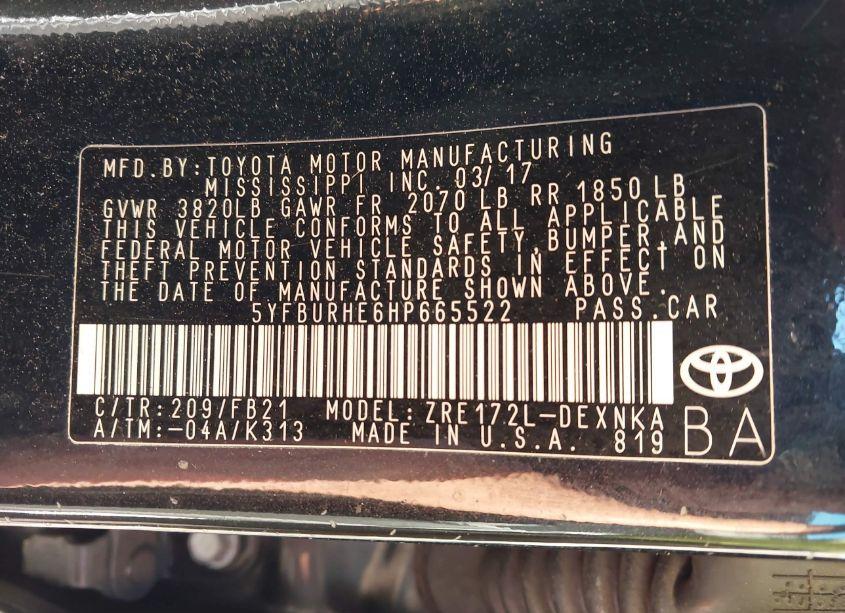 MFD.BY:TOYOTA MOTOR MANUFACTURING
MISSISSIPPI INC. 03/17
GVWR 3820LB GAWR FR 2070 LB RR 1850 LB
THIS VEHICLE CONFORMS TO ALL APPLICABLE
FEDERAL MOTOR VEHICLE SAFETY,BUMPER,AND
THEFT PREVENTION STANDARDS IN EFFECT ON
THE DATE OF MANUFACTURE SHOWN ABOVE.
5YFBURHE6HP665522 PASS.CAR
C/TR:209/FB21 MODEL:ZRE172L-DEXNKA
A/TM:-04A/K313 MADE IN U.S.A. 819
BA